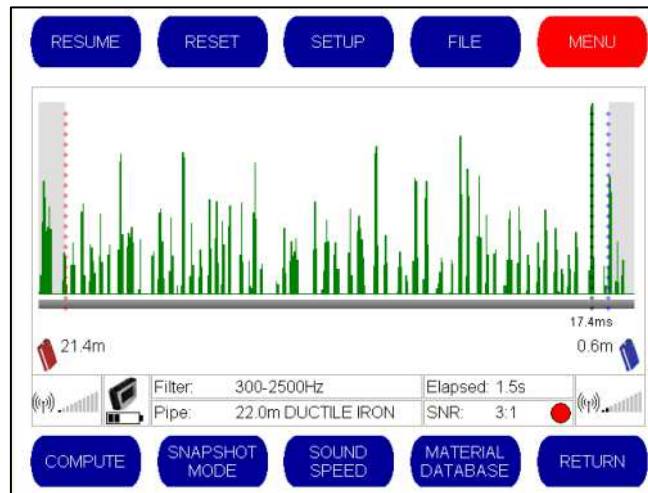 RESUME
RESET
SETUP
FILE
MENU
17.4ms
21.4m
0.6m
Filter: 300-2500Hz
Elapsed: 1.5s
Pipe: 22.0m DUCTILE IRON
SNR: 3:1
COMPUTE
SNAPSHOT
MODE
SOUND
SPEED
MATERIAL
DATABASE
RETURN